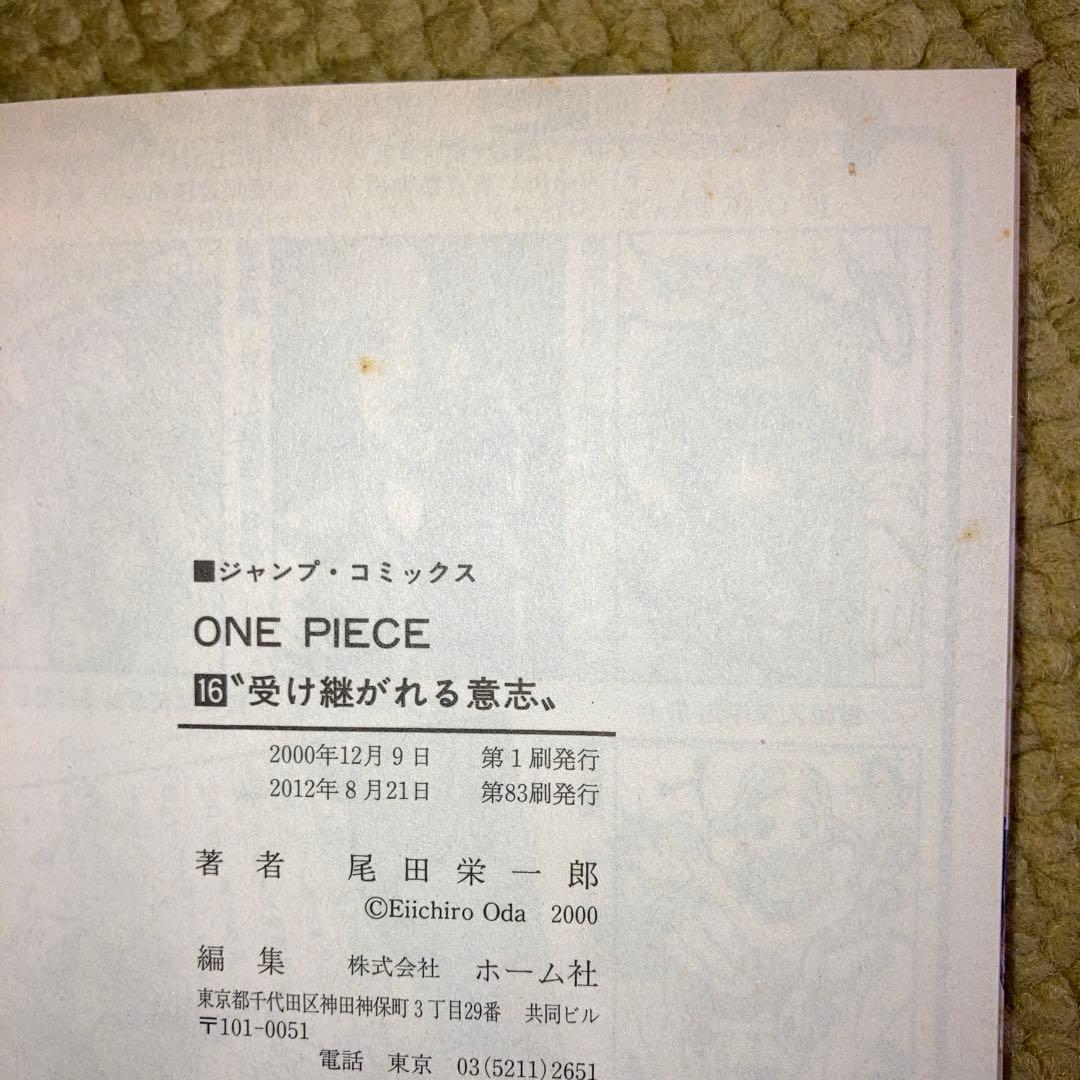 ■ジャンプ・コミックス
ONE PIECE
16〝受け継がれる意志〟
2000年12月9日 第1刷発行
2012年8月21日 第83刷発行
著者 尾田栄一郎
©Eiichiro Oda 2000
編集 株式会社 ホーム社
東京都千代田区神田神保町3丁目29番 共同ビル
〒101-0051
電話 東京 03(5211)2651